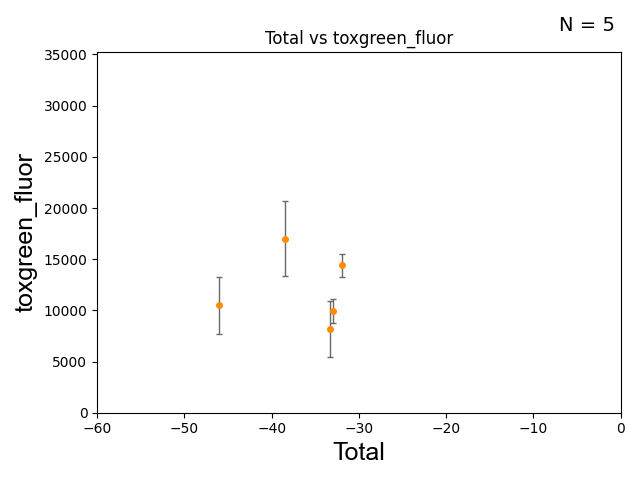 N = 5
Total vs toxgreen_fluor
35000
30000
25000
20000
15000
10000
5000
0
toxgreen_fluor
−60 −50 −40 −30 −20 −10 0
Total